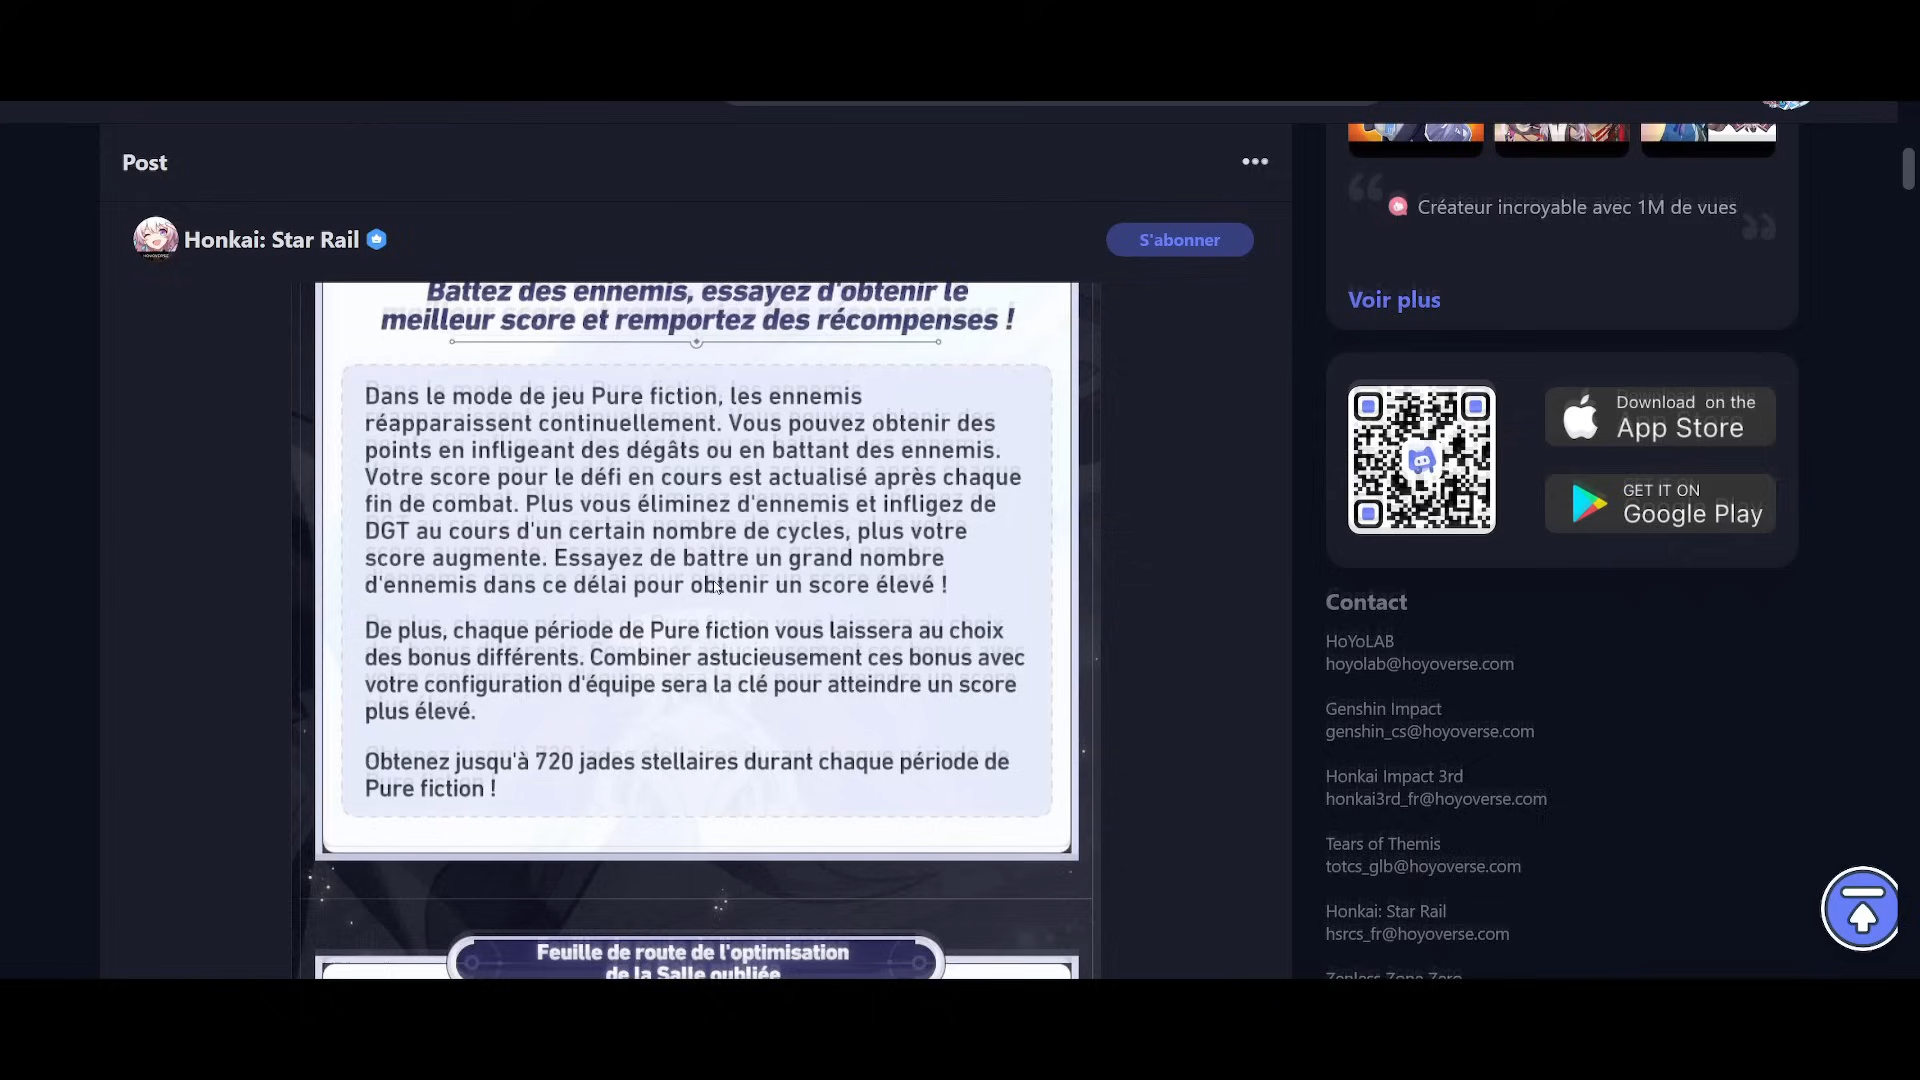 Post
Honkai: Star Rail
S'abonner
Battez des ennemis, essayez d'obtenir le
meilleur score et remportez des récompenses !
Dans le mode de jeu Pure fiction, les ennemis
réapparaissent continuellement. Vous pouvez obtenir des
points en infligeant des dégâts ou en battant des ennemis.
Votre score pour le défi en cours est actualisé après chaque
fin de combat. Plus vous éliminez d'ennemis et infligez de
DGT au cours d'un certain nombre de cycles, plus votre
score augmente. Essayez de battre un grand nombre
d'ennemis dans ce délai pour obtenir un score élevé !
De plus, chaque période de Pure fiction vous laissera au choix
des bonus différents. Combiner astucieusement ces bonus avec
votre configuration d'équipe sera la clé pour atteindre un score
plus élevé.
Obtenez jusqu'à 720 jades stellaires durant chaque période de
Pure fiction !
Feuille de route de l'optimisation
de la Salle oubliée
Créateur incroyable avec 1M de vues
Voir plus
Download on the
App Store
GET IT ON
Google Play
Contact
HoYoLAB
hoyolab@hoyoverse.com
Genshin Impact
genshin_cs@hoyoverse.com
Honkai Impact 3rd
honkai3rd_fr@hoyoverse.com
Tears of Themis
totcs_glb@hoyoverse.com
Honkai: Star Rail
hsrcs_fr@hoyoverse.com
Zenless Zone Zero